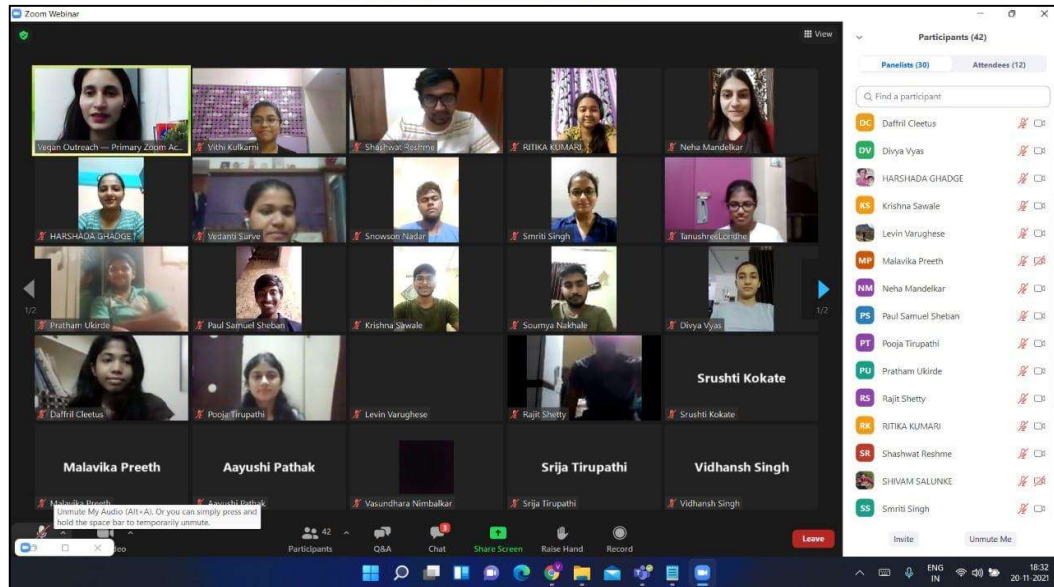 Zoom Webinar
View
Vegan Outreach — Primary Zoom Ac...
Vithi Kulkarni
Shashwat Reshme
RITIKA KUMARI
Neha Mandelkar
HARSHADA GHADGE
Vedanti Surve
Snowson Nadar
Smriti Singh
TanushreeLondhe
1/2
1/2
Pratham Ukirde
Paul Samuel Sheban
Krishna Sawale
Soumya Nakhale
Divya Vyas
Srushti Kokate
Daffril Cleetus
Pooja Tirupathi
Levin Varughese
Rajit Shetty
Srushti Kokate
Malavika Preeth
Aayushi Pathak
Srija Tirupathi
Vidhansh Singh
Malavika Preeth
Aayushi Pathak
Vasundhara Nimbalkar
Srija Tirupathi
Vidhansh Singh
Unmute My Audio (Alt+A). Or you can simply press and
hold the space bar to temporarily unmute.
42
3
Participants
Q&A
Chat
Share Screen
Raise Hand
Record
Leave
Participants (42)
Panelists (30)
Attendees (12)
Find a participant
DC Daffril Cleetus
DV Divya Vyas
HARSHADA GHADGE
KS Krishna Sawale
Levin Varughese
MP Malavika Preeth
NM Neha Mandelkar
PS Paul Samuel Sheban
PT Pooja Tirupathi
PU Pratham Ukirde
RS Rajit Shetty
RK RITIKA KUMARI
SR Shashwat Reshme
SHIVAM SALUNKE
SS Smriti Singh
Invite
Unmute Me
ENG
IN
18:32
20-11-2021